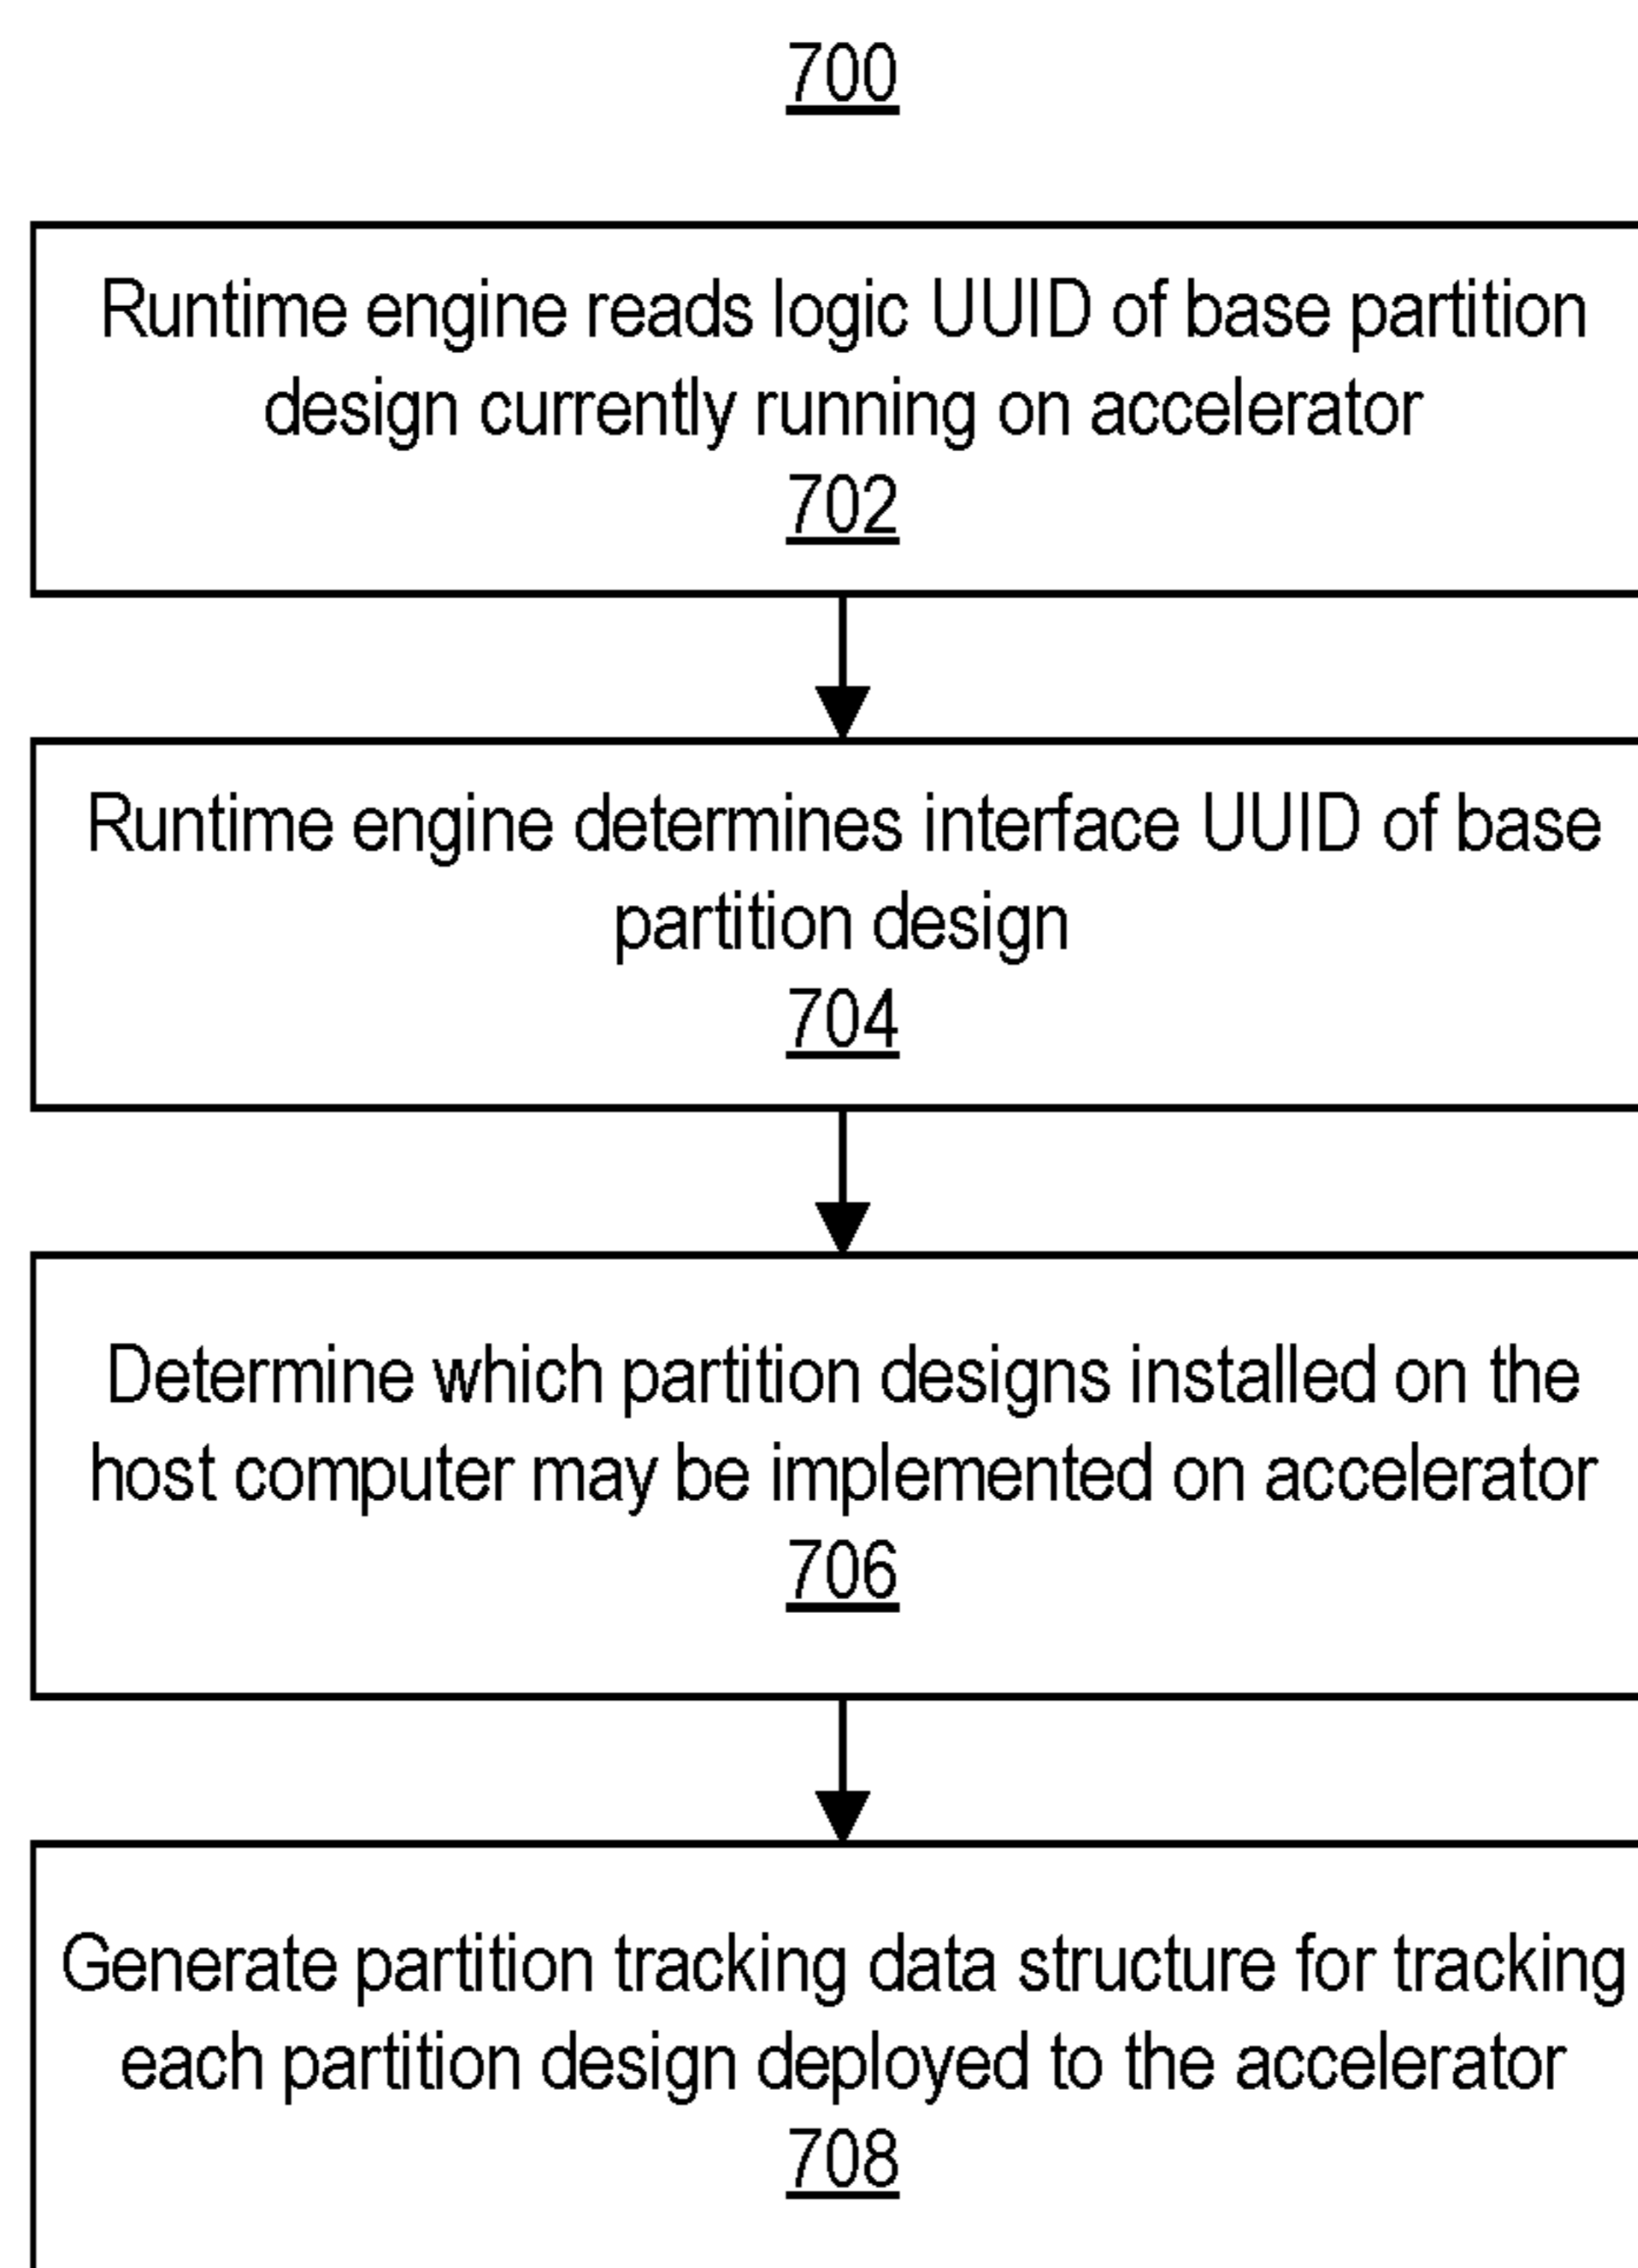 700
Runtime engine reads logic UUID of base partition
design currently running on accelerator
702
Runtime engine determines interface UUID of base
partition design
704
Determine which partition designs installed on the
host computer may be implemented on accelerator
706
Generate partition tracking data structure for tracking
each partition design deployed to the accelerator
708